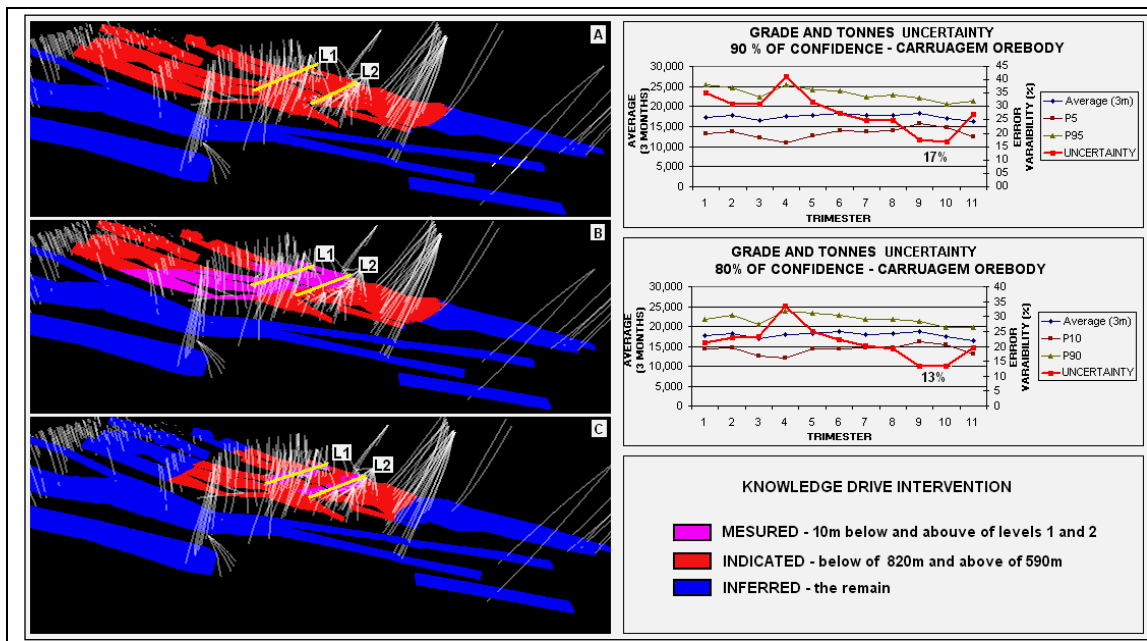 A
L1
L2
B
L1
L2
C
L1
L2
GRADE AND TONNES UNCERTAINTY
90 % OF CONFIDENCE - CARRUAGEM OREBODY
AVERAGE
(3 MONTHS)
30,000
25,000
20,000
15,000
10,000
5,000
0
45
40
35
30
25
20
15
10
05
00
ERROR
VARAIBILITY (%)
17%
1 2 3 4 5 6 7 8 9 10 11
TRIMESTER
Average (3m)
P5
P95
UNCERTAINTY
GRADE AND TONNES UNCERTAINTY
80% OF CONFIDENCE - CARRUAGEM OREBODY
AVERAGE
(3 MONTHS)
30,000
25,000
20,000
15,000
10,000
5,000
0
40
35
30
25
20
15
10
05
00
ERROR
VARAIBILITY (%)
13%
1 2 3 4 5 6 7 8 9 10 11
TRIMESTER
Average (3m)
P10
P90
UNCERTAINTY
KNOWLEDGE DRIVE INTERVENTION
MESURED - 10m below and abouve of levels 1 and 2
INDICATED - below of 820m and above of 590m
INFERRED - the remain